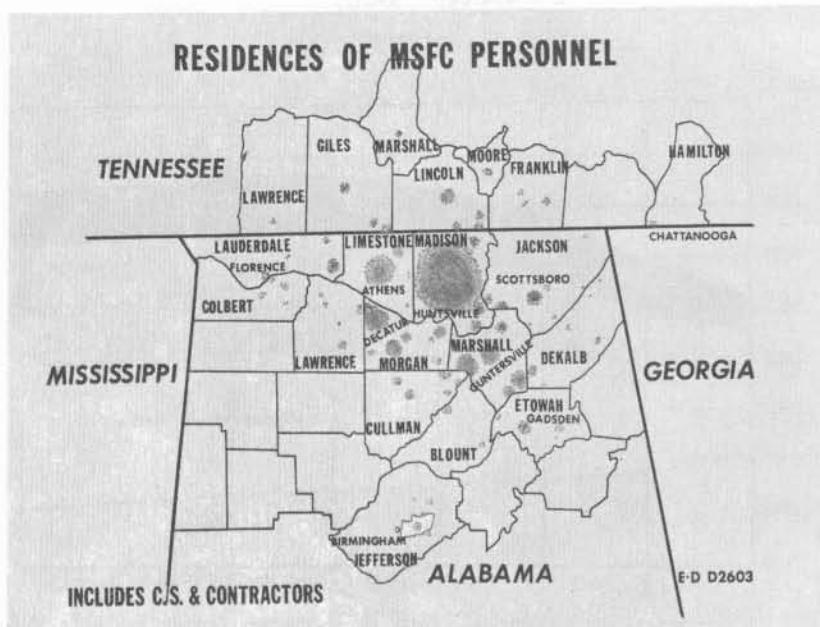 RESIDENCES OF MSFC PERSONNEL
TENNESSEE
GILES
MARSHALL
MOORE
HAMILTON
LAWRENCE
LINCOLN
FRANKLIN
CHATTANOOGA
LAUDERDALE
LIMESTONE
MADISON
JACKSON
FLORENCE
ATHENS
SCOTTSBORO
COLBERT
HUNTSVILLE
DECATUR
MARSHALL
LAWRENCE
MORGAN
GUNTERSVILLE
DEKALB
MISSISSIPPI
GEORGIA
ETOWAH
GADSDEN
CULLMAN
BLOUNT
BIRMINGHAM
JEFFERSON
ALABAMA
E-D D2603
INCLUDES C.S. & CONTRACTORS